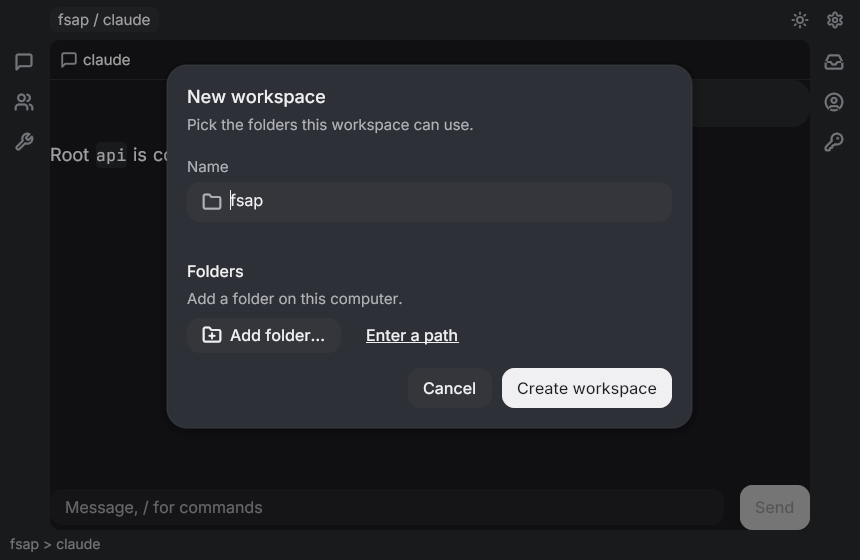 fsap / claude
claude
New workspace
Pick the folders this workspace can use.
Root api is
Name
fsap
Folders
Add a folder on this computer.
Add folder... Enter a path
Cancel Create workspace
Message, / for commands Send
fsap > claude